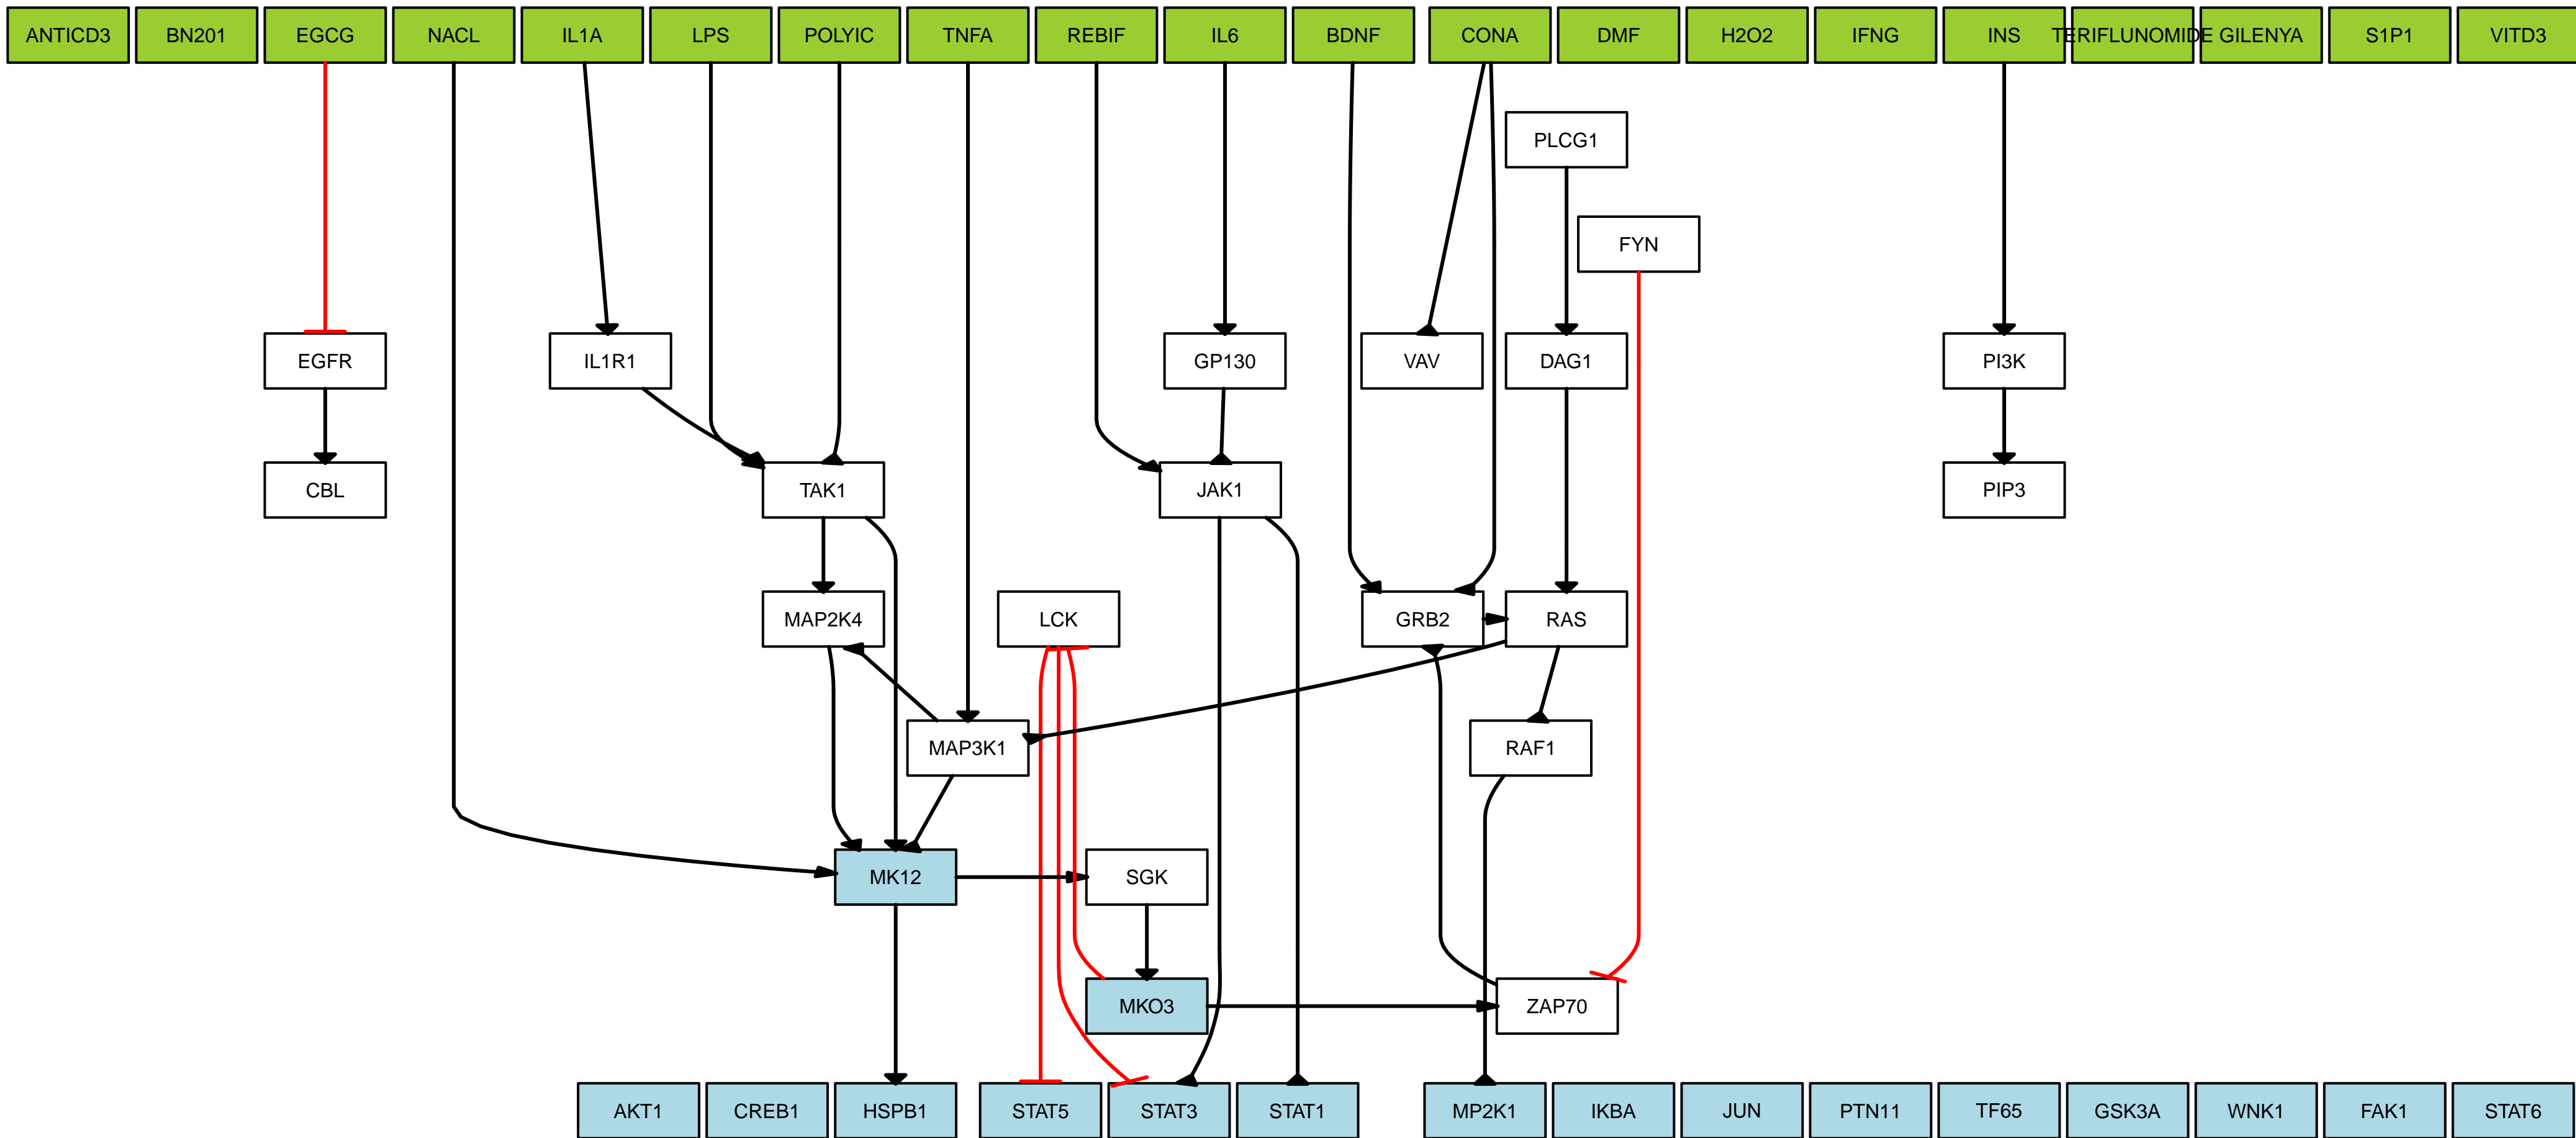 ANTICD3 BN201 EGCG NACL IL1A LPS POLYIC TNFA REBIF IL6 BDNF CONA DMF H2O2 IFNG INS TERIFLUNOMIDE GILENYA S1P1 VITD3
PLCG1
FYN
EGFR IL1R1 GP130 VAV DAG1 PI3K
CBL TAK1 JAK1 PIP3
MAP2K4 LCK GRB2 RAS
MAP3K1 RAF1
MK12 SGK
MKO3 ZAP70
AKT1 CREB1 HSPB1 STAT5 STAT3 STAT1 MP2K1 IKBA JUN PTN11 TF65 GSK3A WNK1 FAK1 STAT6